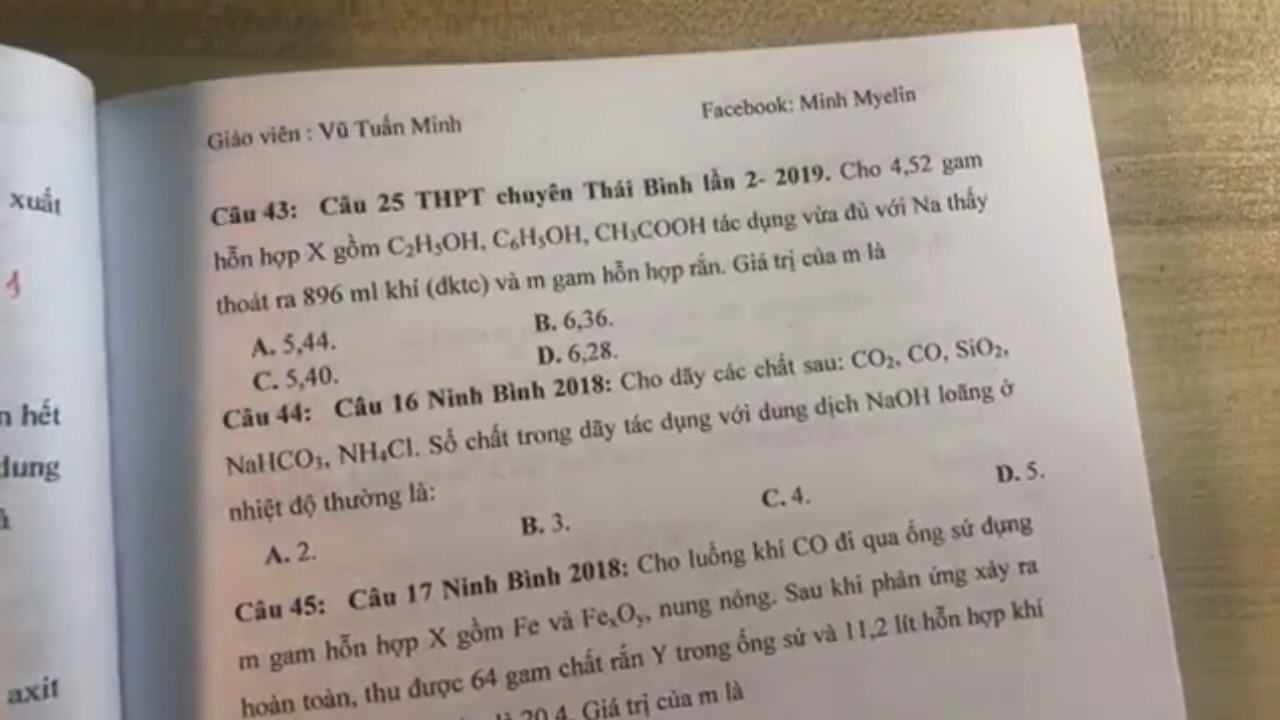 Giáo viên : Vũ Tuấn Minh
Facebook: Minh Myelin
Câu 43: Câu 25 THPT chuyên Thái Bình lần 2- 2019. Cho 4,52 gam
hỗn hợp X gồm C₂H₅OH, C₆H₅OH, CH₃COOH tác dụng vừa đủ với Na thấy
thoát ra 896 ml khí (đktc) và m gam hỗn hợp rắn. Giá trị của m là
A. 5,44.
B. 6,36.
C. 5,40.
D. 6,28.
Câu 44: Câu 16 Ninh Bình 2018: Cho dãy các chất sau: CO₂, CO, SiO₂,
NaHCO₃, NH₄Cl. Số chất trong dãy tác dụng với dung dịch NaOH loãng ở
nhiệt độ thường là:
A. 2.
B. 3.
C. 4.
D. 5.
Câu 45: Câu 17 Ninh Bình 2018: Cho luồng khí CO đi qua ống sứ đựng
m gam hỗn hợp X gồm Fe và FeₓOᵧ, nung nóng. Sau khi phản ứng xảy ra
hoàn toàn, thu được 64 gam chất rắn Y trong ống sứ và 11,2 lít hỗn hợp khí
là 20,4. Giá trị của m là
xuất
hết
dung
axit